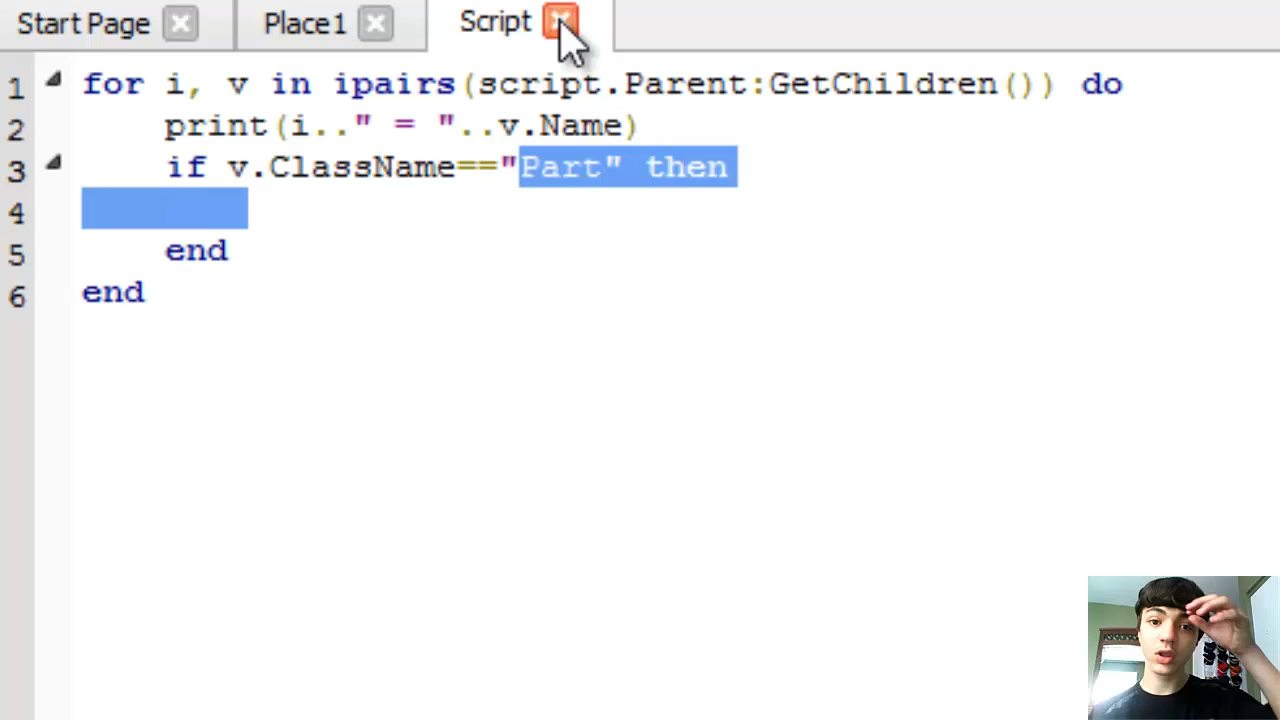 Start Page Place1 Script
1 for i, v in ipairs(script.Parent:GetChildren()) do
2 print(i.." = "..v.Name)
3 if v.ClassName=="Part" then
4
5 end
6 end